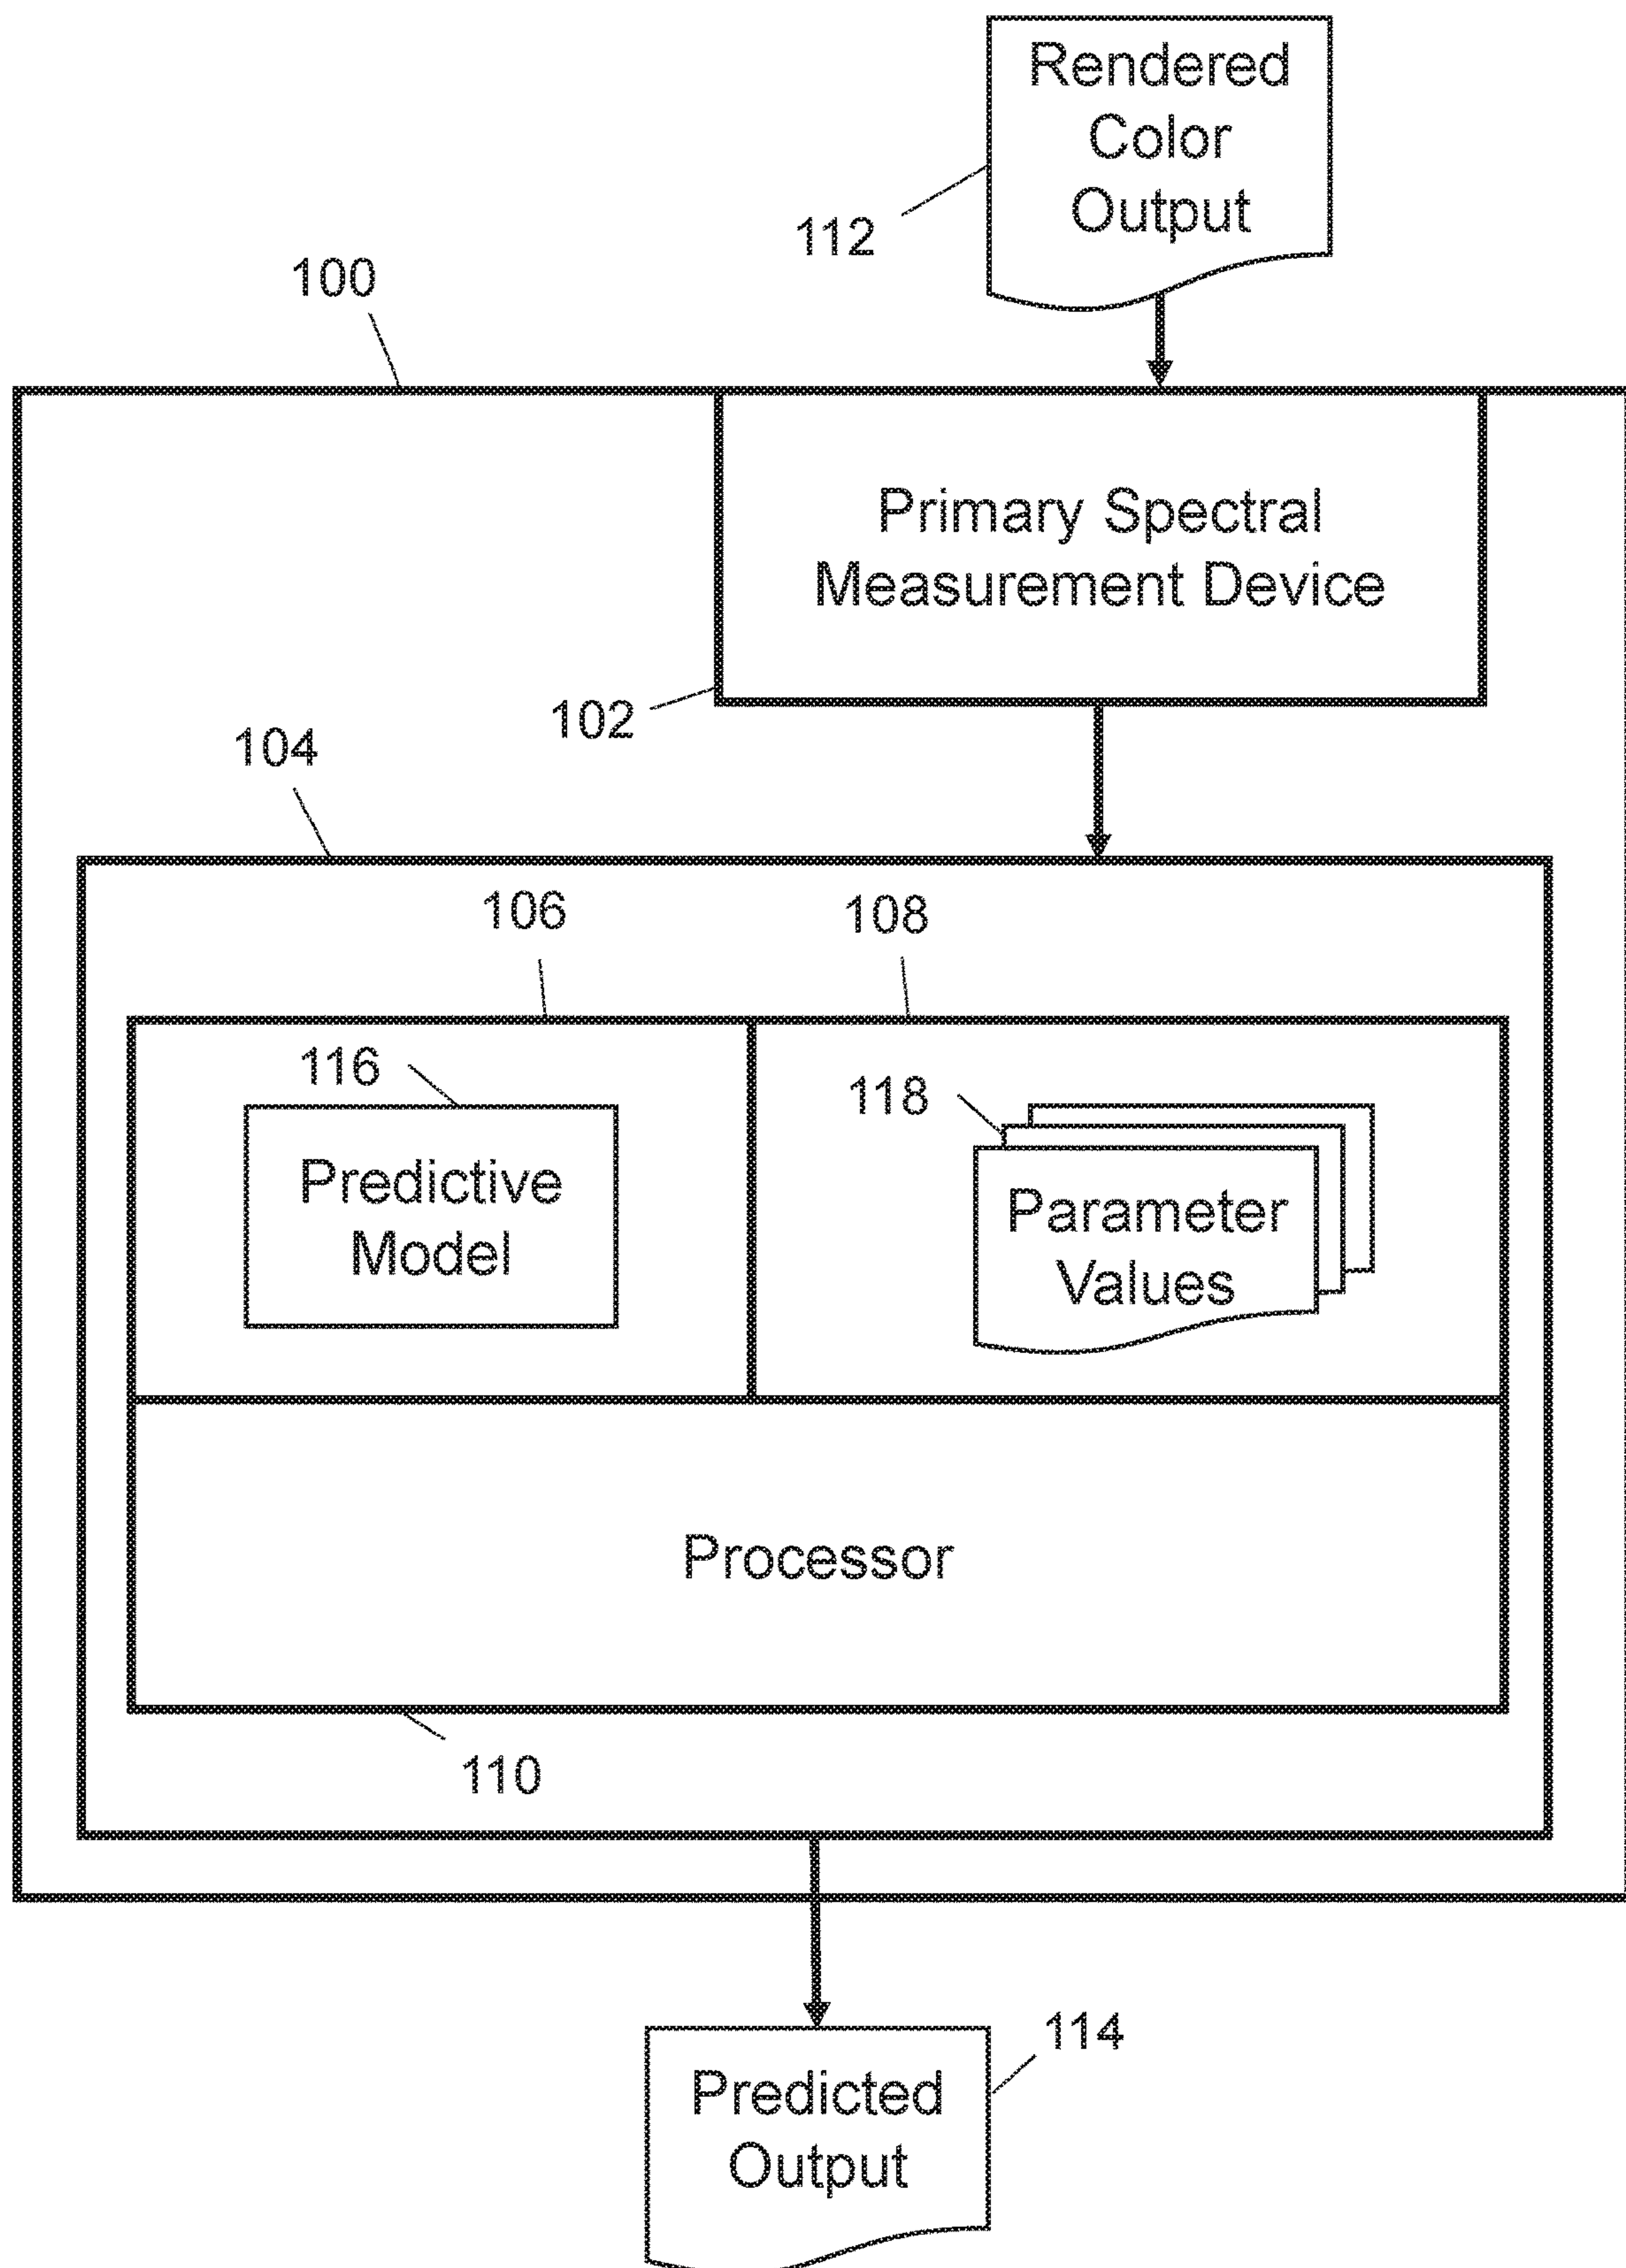 Rendered
Color
Output
112
100
Primary Spectral
Measurement Device
102
104
106
108
116
118
Predictive
Model
Parameter
Values
Processor
110
114
Predicted
Output